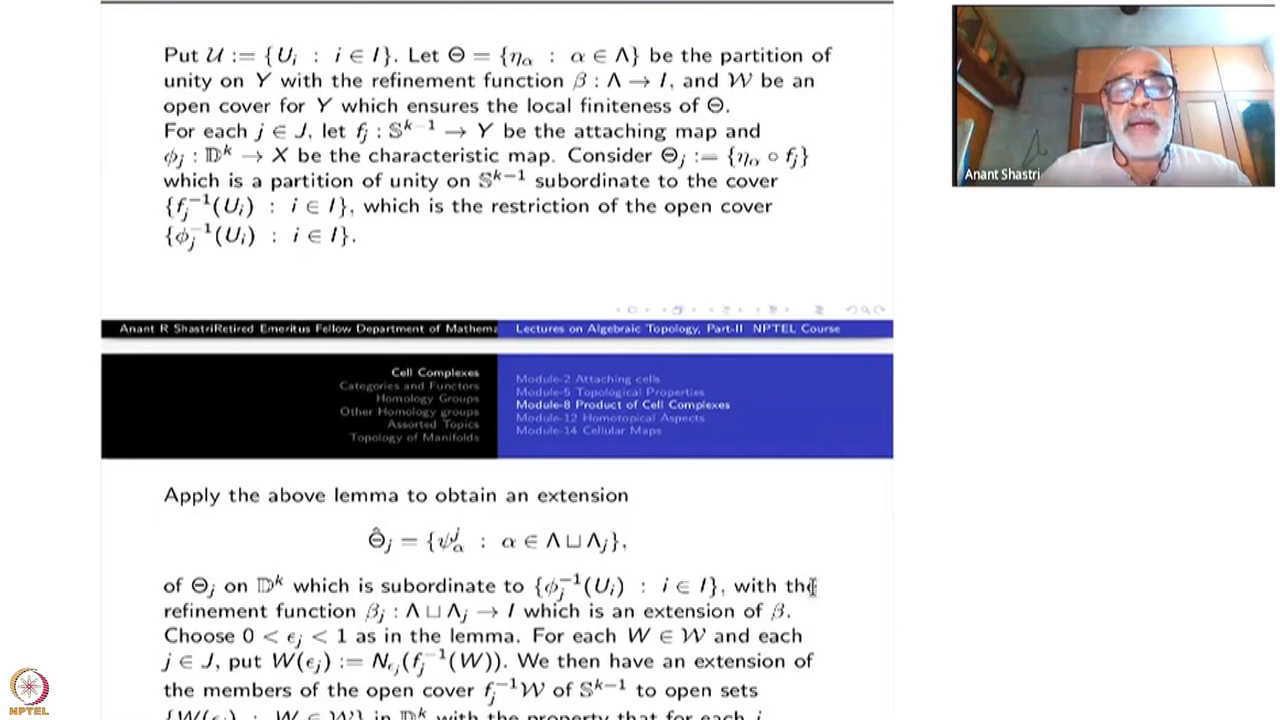 Put 𝒰 := {U_i : i ∈ I}. Let Θ = {η_α : α ∈ Λ} be the partition of
unity on Y with the refinement function β : Λ → I, and 𝒲 be an
open cover for Y which ensures the local finiteness of Θ.
For each j ∈ J, let f_j : 𝕊^{k−1} → Y be the attaching map and
ϕ_j : 𝔻^k → X be the characteristic map. Consider Θ_j := {η_α ∘ f_j}
which is a partition of unity on 𝕊^{k−1} subordinate to the cover
{f_j^{−1}(U_i) : i ∈ I}, which is the restriction of the open cover
{ϕ_j^{−1}(U_i) : i ∈ I}.
Anant R ShastriRetired Emeritus Fellow Department of Mathema
Lectures on Algebraic Topology, Part-II NPTEL Course
Cell Complexes
Categories and Functors
Homology Groups
Other Homology groups
Assorted Topics
Topology of Manifolds
Module-2 Attaching cells
Module-5 Topological Properties
Module-8 Product of Cell Complexes
Module-12 Homotopical Aspects
Module-14 Cellular Maps
Apply the above lemma to obtain an extension
Θ̂_j = {ψ_α^j : α ∈ Λ ⊔ Λ_j},
of Θ_j on 𝔻^k which is subordinate to {ϕ_j^{−1}(U_i) : i ∈ I}, with the
refinement function β_j : Λ ⊔ Λ_j → I which is an extension of β.
Choose 0 < ϵ_j < 1 as in the lemma. For each W ∈ 𝒲 and each
j ∈ J, put W(ϵ_j) := N_{ϵ_j}(f_j^{−1}(W)). We then have an extension of
the members of the open cover f_j^{−1}𝒲 of 𝕊^{k−1} to open sets
{W(ϵ_j) : W ∈ 𝒲} in 𝔻^k with the property that for each j
Anant Shastri
NPTEL